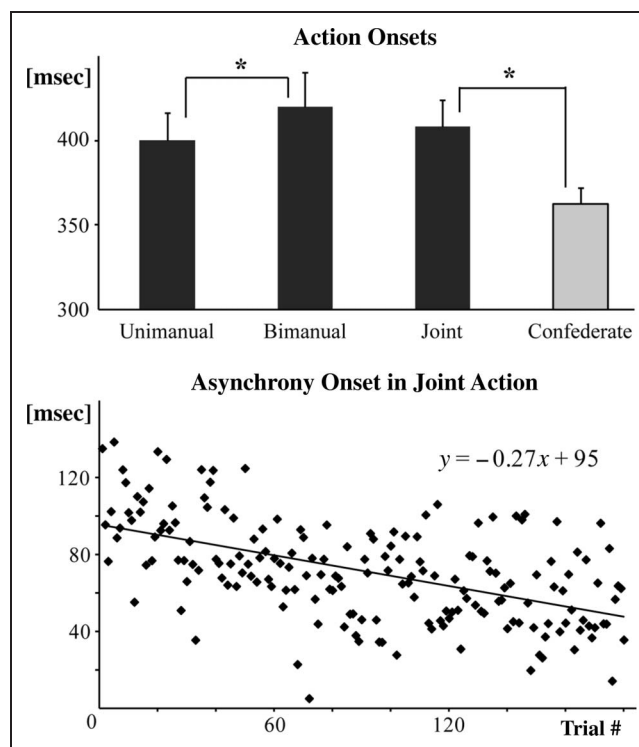 Action Onsets
[msec]
* *
400
350
300
Unimanual Bimanual Joint Confederate
Asynchrony Onset in Joint Action
[msec]
y = −0.27x + 95
120
80
40
0 60 120 Trial #